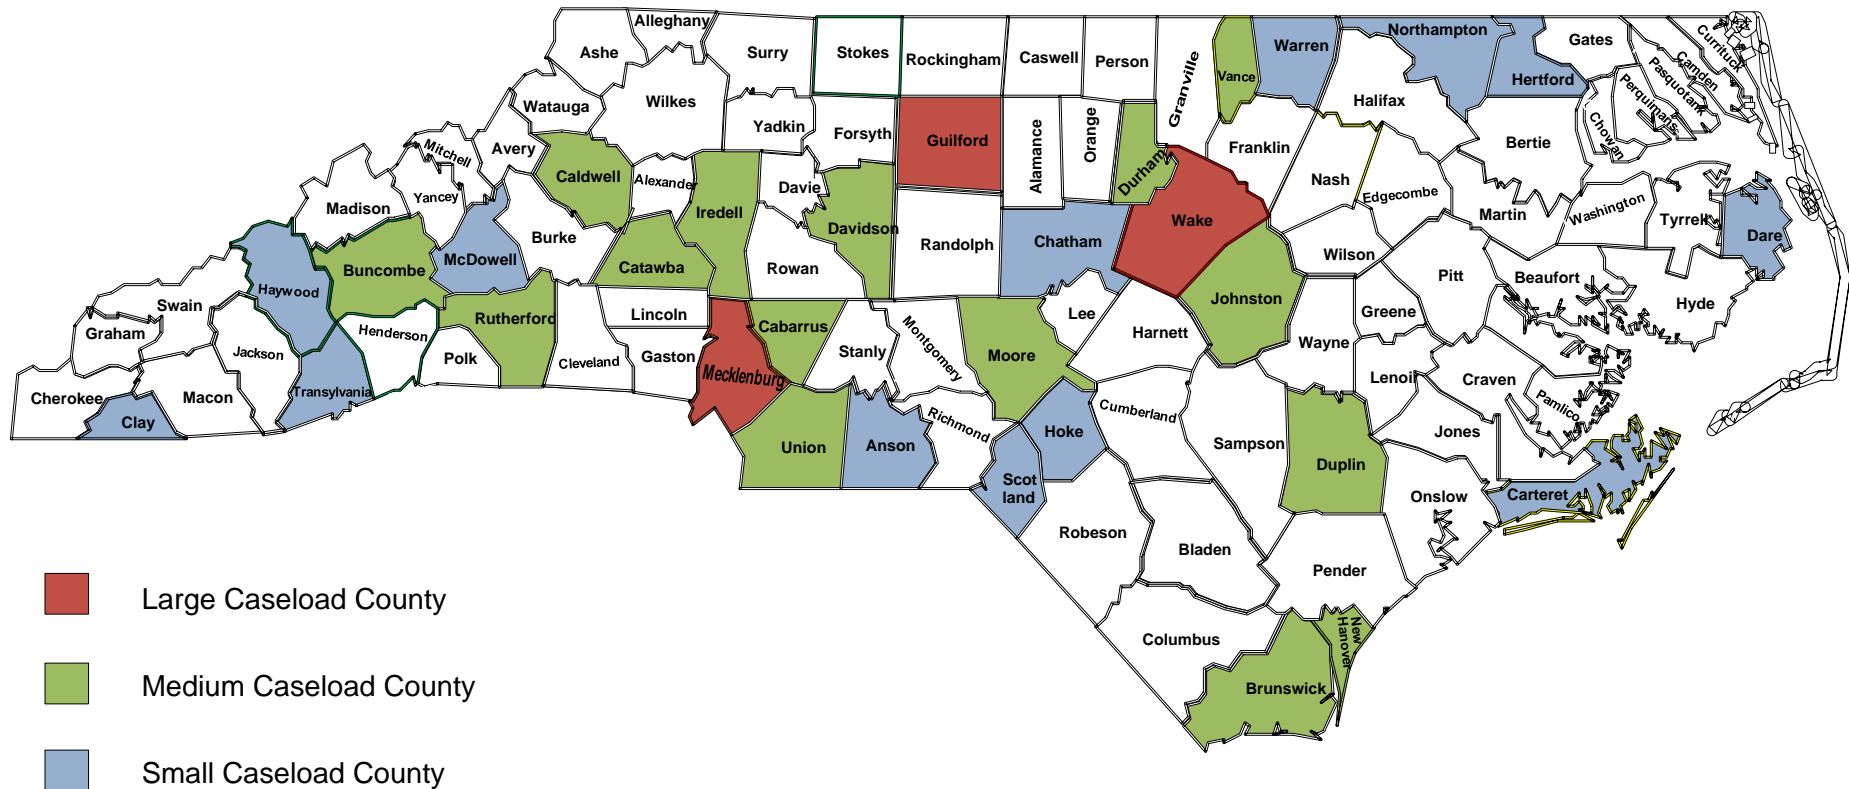 Alleghany
Ashe
Surry
Stokes
Rockingham
Caswell
Person
Granville
Vance
Warren
Northampton
Hertford
Gates
Currituck
Camden
Pasquotank
Perquimans
Chowan
Watauga
Wilkes
Yadkin
Forsyth
Guilford
Alamance
Orange
Durham
Franklin
Halifax
Bertie
Mitchell
Avery
Caldwell
Alexander
Davie
Iredell
Davidson
Randolph
Chatham
Wake
Nash
Edgecombe
Martin
Washington
Tyrrell
Dare
Madison
Yancey
McDowell
Burke
Catawba
Rowan
Buncombe
Haywood
Swain
Graham
Jackson
Henderson
Rutherford
Polk
Cleveland
Lincoln
Gaston
Mecklenburg
Cabarrus
Stanly
Montgomery
Moore
Lee
Harnett
Johnston
Wilson
Wayne
Greene
Pitt
Beaufort
Hyde
Cherokee
Clay
Macon
Transylvania
Union
Anson
Richmond
Scot
land
Hoke
Cumberland
Sampson
Duplin
Lenoir
Craven
Pamlico
Jones
Carteret
Onslow
Robeson
Bladen
Pender
Columbus
Brunswick
New
Hanover
Large Caseload County
Medium Caseload County
Small Caseload County